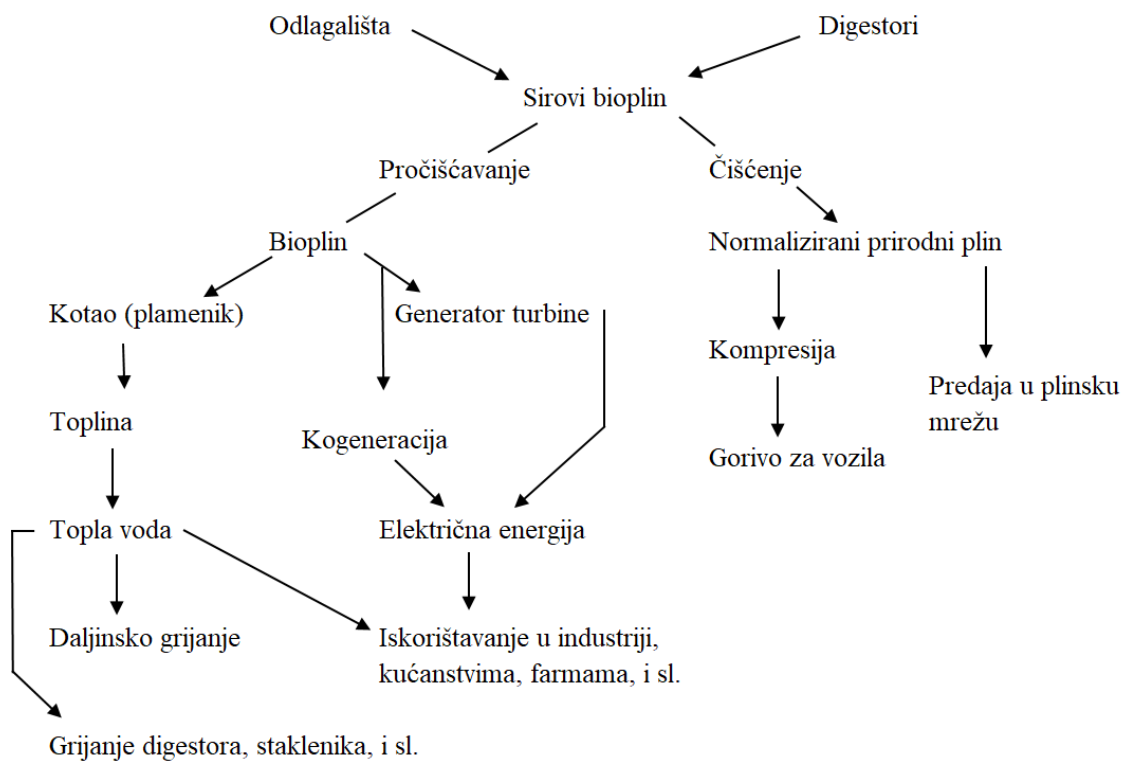 Odlagališta
Digestori
Sirovi bioplin
Pročišćavanje
Čišćenje
Bioplin
Normalizirani prirodni plin
Kotao (plamenik)
Generator turbine
Kompresija
Predaja u plinsku
mrežu
Toplina
Kogeneracija
Gorivo za vozila
Topla voda
Električna energija
Daljinsko grijanje
Iskorištavanje u industriji,
kućanstvima, farmama, i sl.
Grijanje digestora, staklenika, i sl.